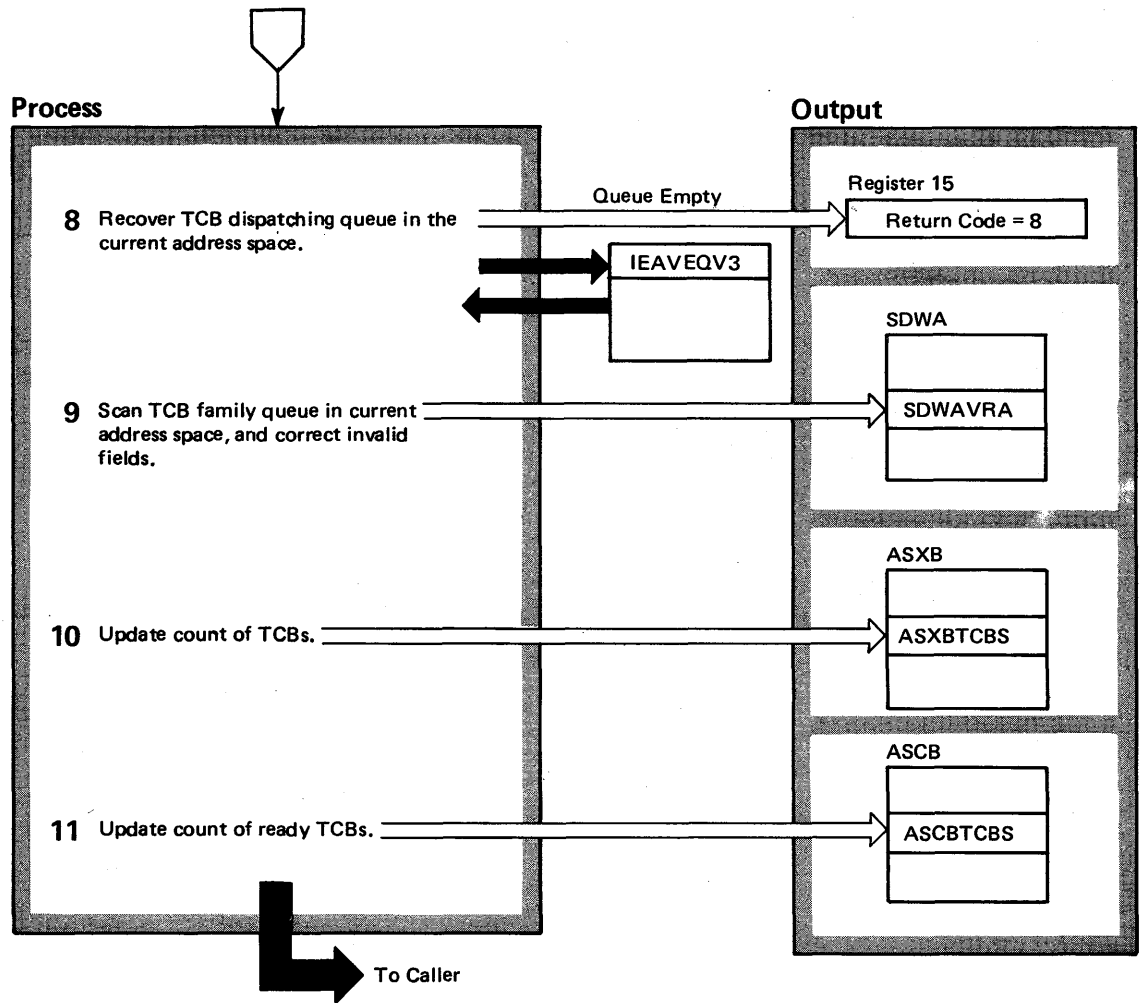 Process
Output
8 Recover TCB dispatching queue in the
current address space.
Queue Empty
Register 15
Return Code = 8
IEAVEQV3
SDWA
SDWAVRA
9 Scan TCB family queue in current
address space, and correct invalid
fields.
ASXB
ASXBTCBS
10 Update count of TCBs.
ASCB
ASCBTCBS
11 Update count of ready TCBs.
To Caller